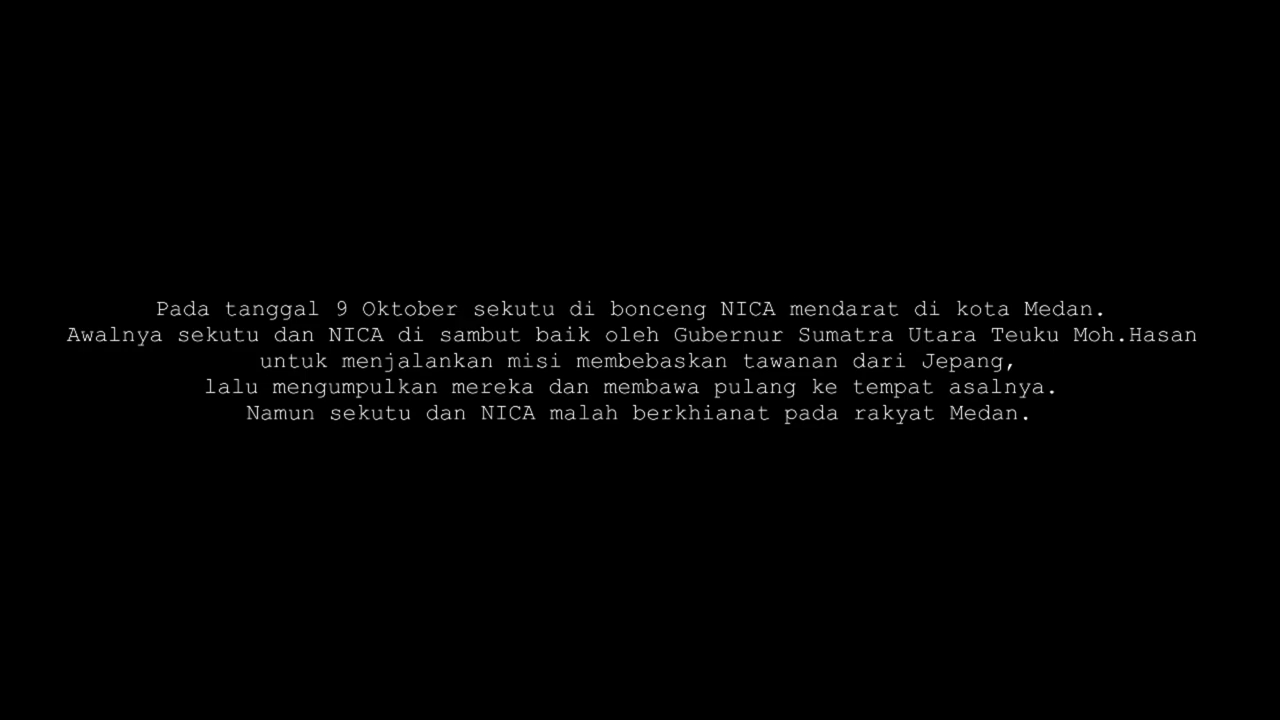 Pada tanggal 9 Oktober sekutu di bonceng NICA mendarat di kota Medan.
Awalnya sekutu dan NICA di sambut baik oleh Gubernur Sumatra Utara Teuku Moh.Hasan
untuk menjalankan misi membebaskan tawanan dari Jepang,
lalu mengumpulkan mereka dan membawa pulang ke tempat asalnya.
Namun sekutu dan NICA malah berkhianat pada rakyat Medan.